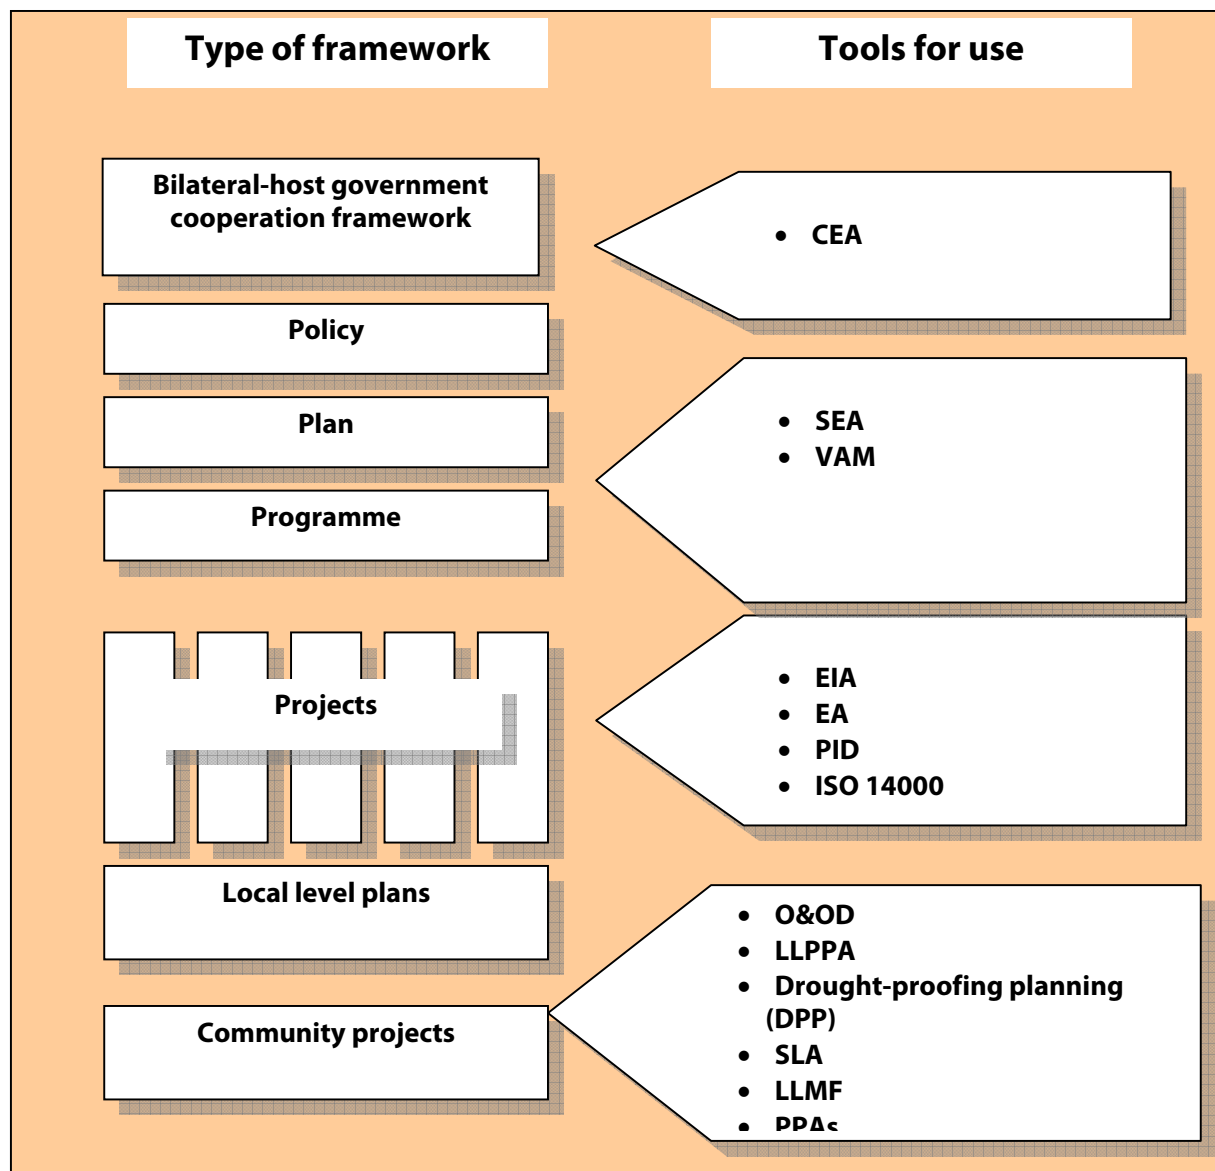 Type of framework
Tools for use
Bilateral-host government
cooperation framework
• CEA
Policy
Plan
Programme
• SEA
• VAM
Projects
• EIA
• EA
• PID
• ISO 14000
Local level plans
Community projects
• O&OD
• LLPPA
• Drought-proofing planning
(DPP)
• SLA
• LLMF
• PPAs